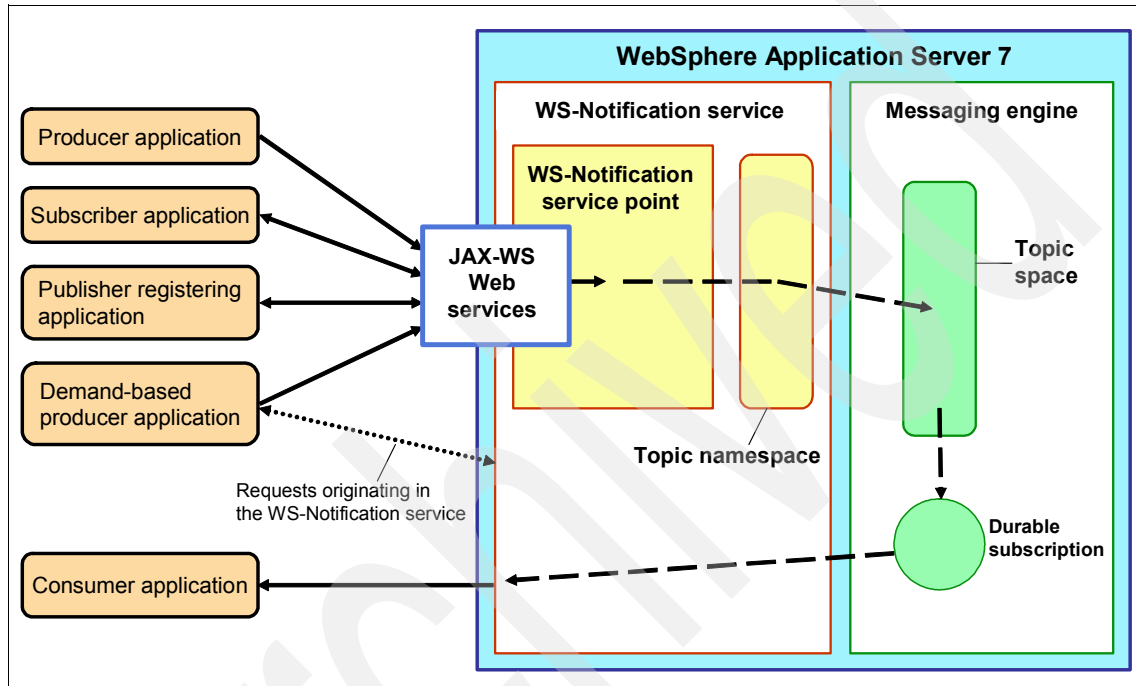 WebSphere Application Server 7
WS-Notification service
Messaging engine
Producer application
Subscriber application
Publisher registering
application
Demand-based
producer application
Consumer application
WS-Notification
service point
JAX-WS
Web
services
Topic
space
Topic namespace
Requests originating in
the WS-Notification service
Durable
subscription